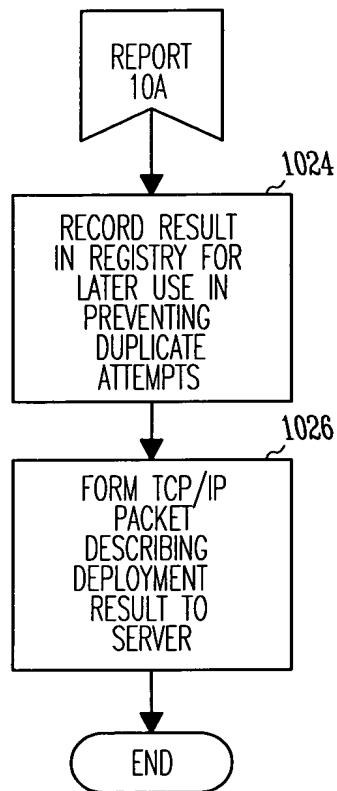 REPORT
10A
1024
RECORD RESULT
IN REGISTRY FOR
LATER USE IN
PREVENTING
DUPLICATE
ATTEMPTS
1026
FORM TCP/IP
PACKET
DESCRIBING
DEPLOYMENT
RESULT TO
SERVER
END